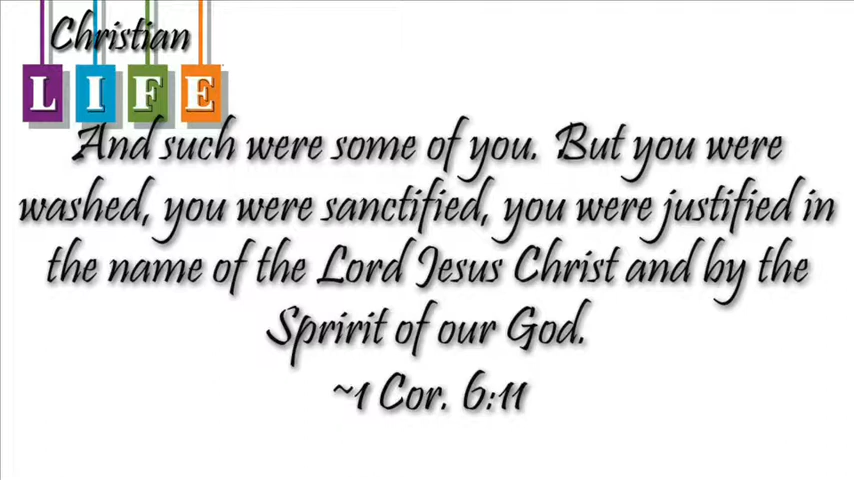 Christian
LIFE
And such were some of you. But you were
washed, you were sanctified, you were justified in
the name of the Lord Jesus Christ and by the
Spririt of our God.
~1 Cor. 6:11